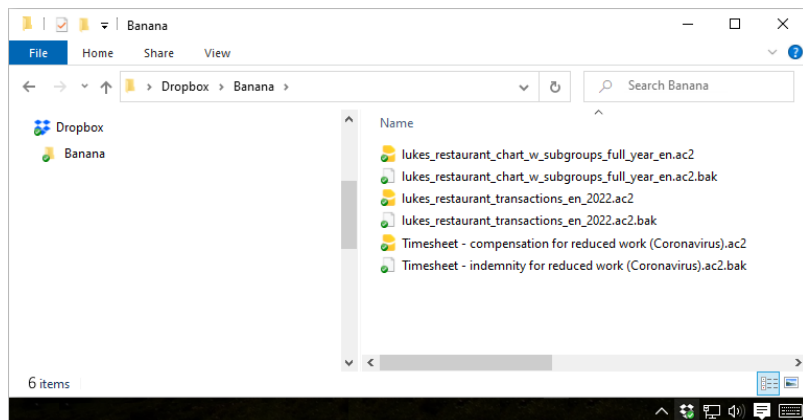 Banana
File Home Share View
Dropbox Banana Search Banana
Dropbox
Banana
Name
lukes_restaurant_chart_w_subgroups_full_year_en.ac2
lukes_restaurant_chart_w_subgroups_full_year_en.ac2.bak
lukes_restaurant_transactions_en_2022.ac2
lukes_restaurant_transactions_en_2022.ac2.bak
Timesheet - compensation for reduced work (Coronavirus).ac2
Timesheet - indemnity for reduced work (Coronavirus).ac2.bak
6 items